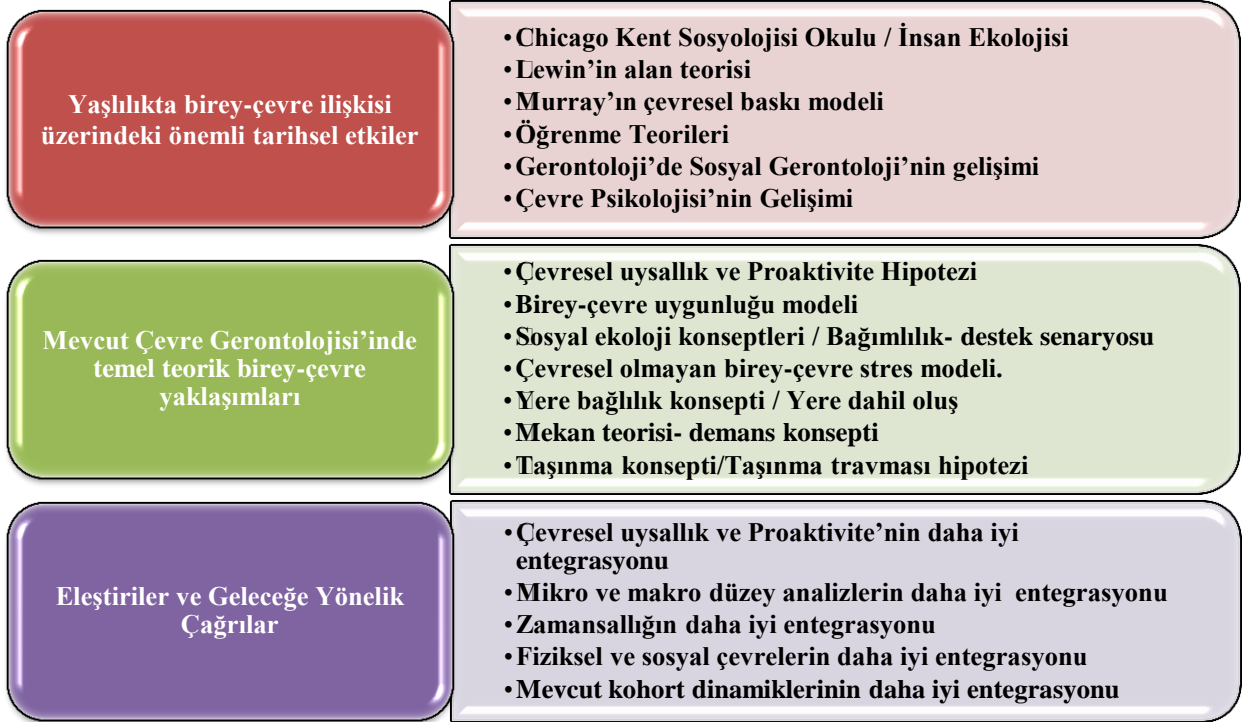 Yaşlılıkta birey-çevre ilişkisi
üzerindeki önemli tarihsel etkiler
•Chicago Kent Sosyolojisi Okulu / İnsan Ekolojisi
•Lewin’in alan teorisi
•Murray’ın çevresel baskı modeli
•Öğrenme Teorileri
•Gerontoloji’de Sosyal Gerontoloji’nin gelişimi
•Çevre Psikolojisi’nin Gelişimi
Mevcut Çevre Gerontolojisi’inde
temel teorik birey-çevre
yaklaşımları
•Çevresel uysallık ve Proaktivite Hipotezi
•Birey-çevre uygunluğu modeli
•Sosyal ekoloji konseptleri / Bağımlılık- destek senaryosu
•Çevresel olmayan birey-çevre stres modeli.
•Yere bağlılık konsepti / Yere dahil oluş
•Mekan teorisi- demans konsepti
•Taşınma konsepti/Taşınma travması hipotezi
Eleştiriler ve Geleceğe Yönelik
Çağrılar
•Çevresel uysallık ve Proaktivite’nin daha iyi
entegrasyonu
•Mikro ve makro düzey analizlerin daha iyi entegrasyonu
•Zamansallığın daha iyi entegrasyonu
•Fiziksel ve sosyal çevrelerin daha iyi entegrasyonu
•Mevcut kohort dinamiklerinin daha iyi entegrasyonu